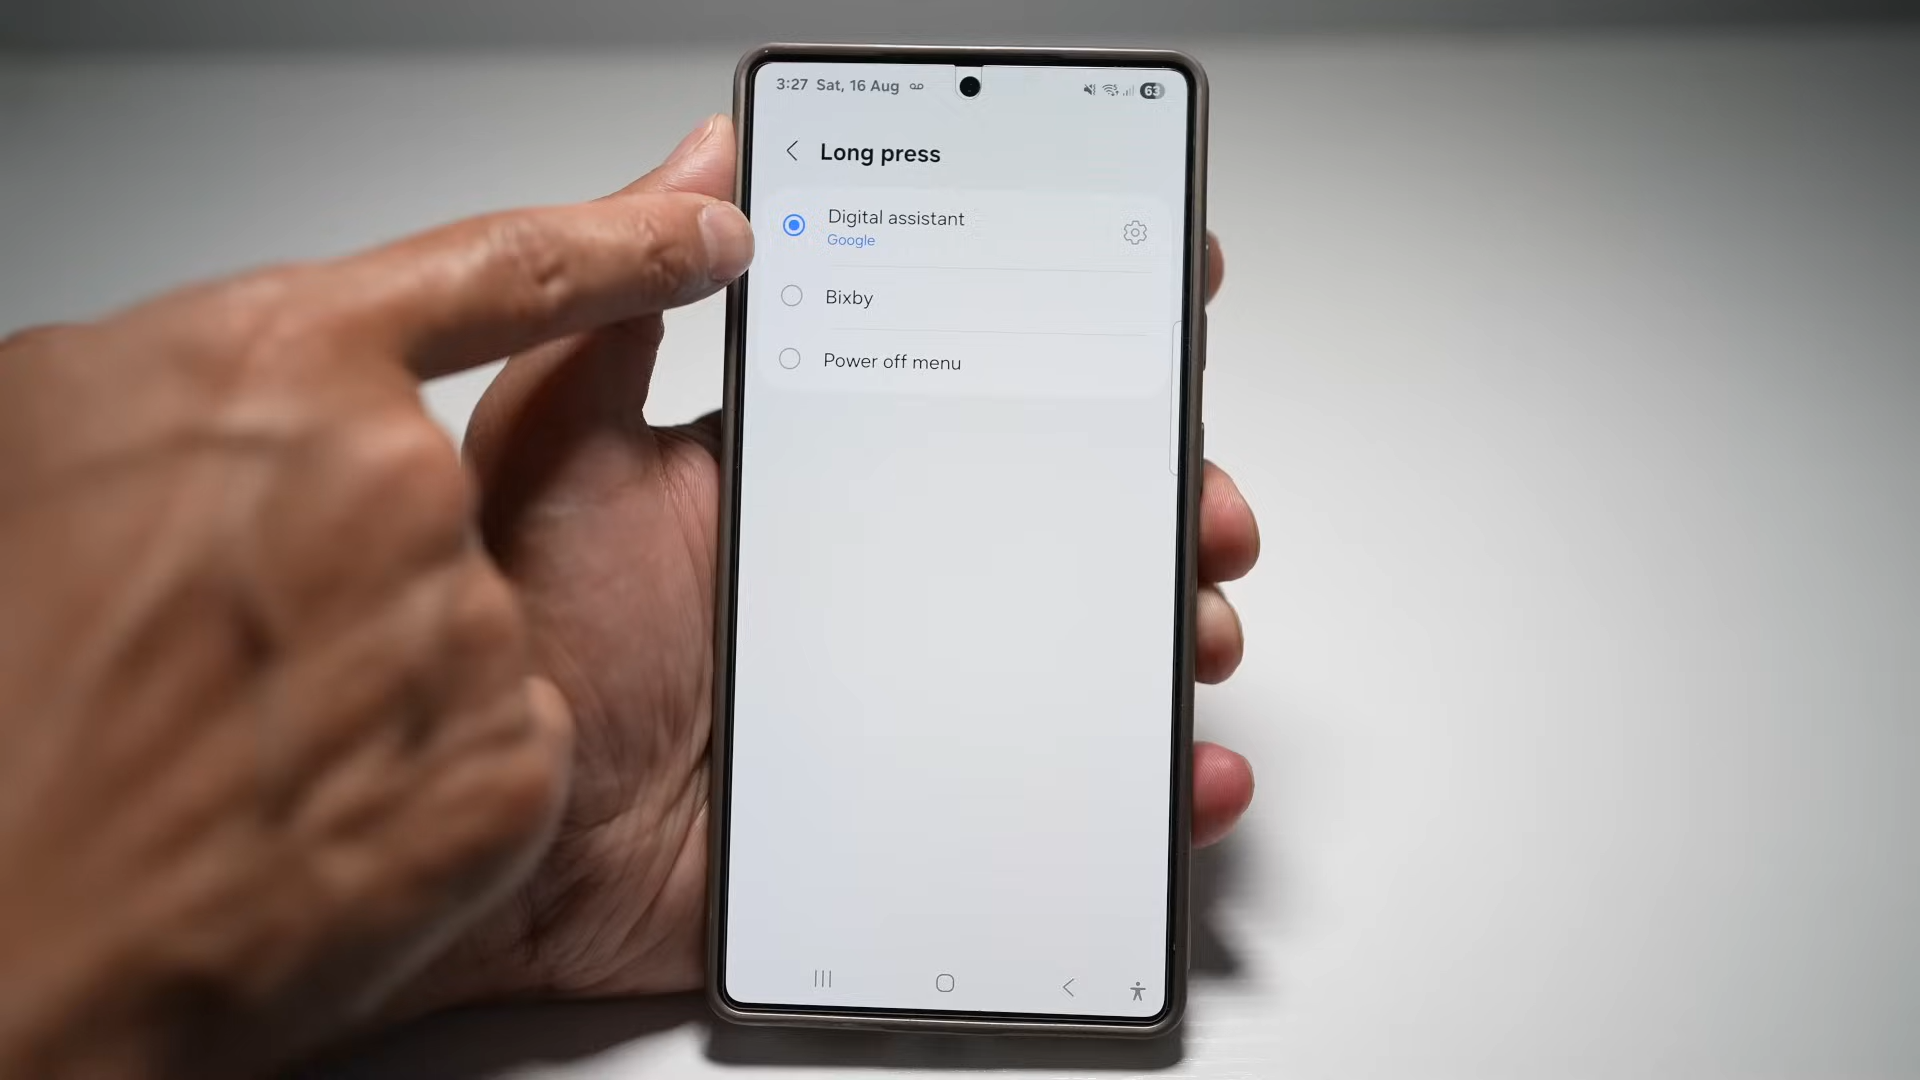 3:27 Sat, 16 Aug 63
Long press
Digital assistant
Google
Bixby
Power off menu